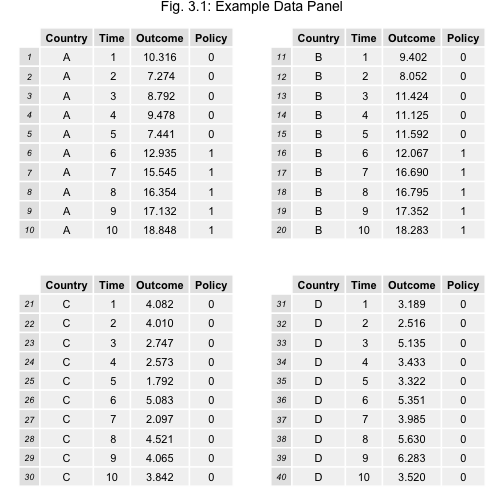 Fig. 3.1: Example Data Panel
Country Time Outcome Policy
1 A 1 10.316 0
2 A 2 7.274 0
3 A 3 8.792 0
4 A 4 9.478 0
5 A 5 7.441 0
6 A 6 12.935 1
7 A 7 15.545 1
8 A 8 16.354 1
9 A 9 17.132 1
10 A 10 18.848 1
Country Time Outcome Policy
11 B 1 9.402 0
12 B 2 8.052 0
13 B 3 11.424 0
14 B 4 11.125 0
15 B 5 11.592 0
16 B 6 12.067 1
17 B 7 16.690 1
18 B 8 16.795 1
19 B 9 17.352 1
20 B 10 18.283 1
Country Time Outcome Policy
21 C 1 4.082 0
22 C 2 4.010 0
23 C 3 2.747 0
24 C 4 2.573 0
25 C 5 1.792 0
26 C 6 5.083 0
27 C 7 2.097 0
28 C 8 4.521 0
29 C 9 4.065 0
30 C 10 3.842 0
Country Time Outcome Policy
31 D 1 3.189 0
32 D 2 2.516 0
33 D 3 5.135 0
34 D 4 3.433 0
35 D 5 3.322 0
36 D 6 5.351 0
37 D 7 3.985 0
38 D 8 5.630 0
39 D 9 6.283 0
40 D 10 3.520 0